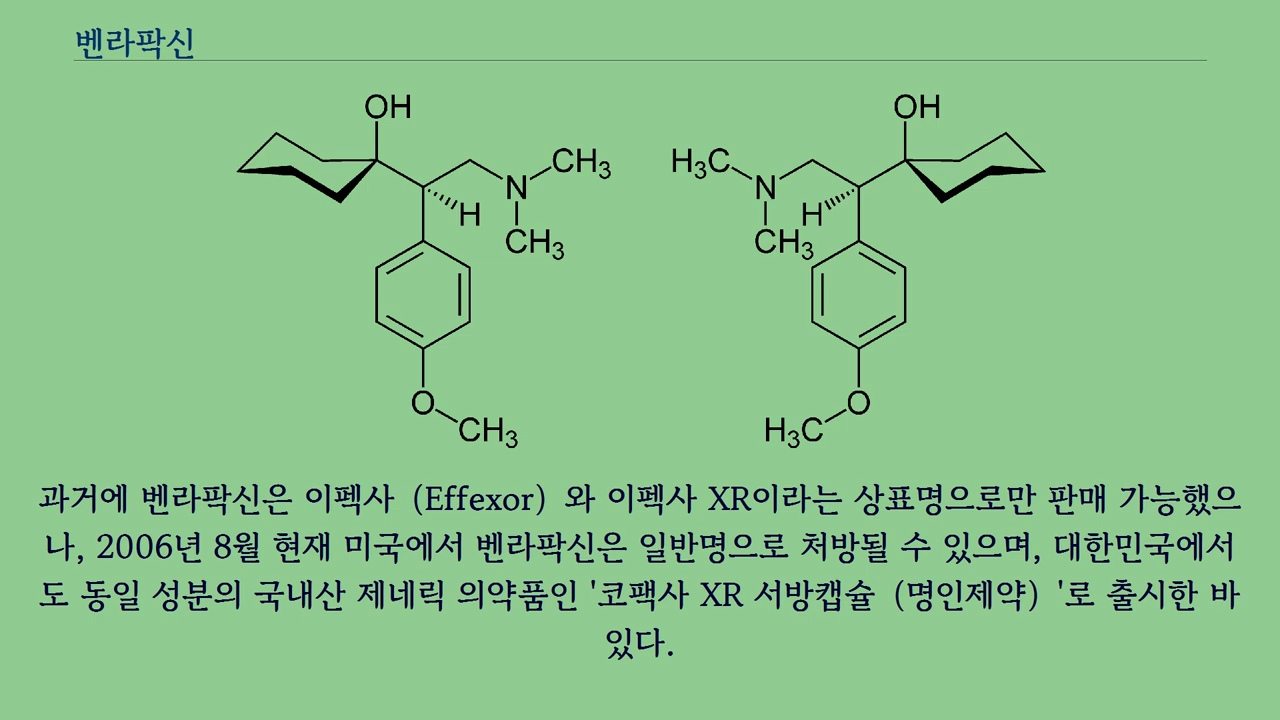 벤라팍신
OH OH
CH₃ H₃C
N N
H H
CH₃ CH₃
O O
CH₃ H₃C
과거에 벤라팍신은 이펙사 (Effexor) 와 이펙사 XR이라는 상표명으로만 판매 가능했으
나, 2006년 8월 현재 미국에서 벤라팍신은 일반명으로 처방될 수 있으며, 대한민국에서
도 동일 성분의 국내산 제네릭 의약품인 '코팩사 XR 서방캡슐 (명인제약) '로 출시한 바
있다.